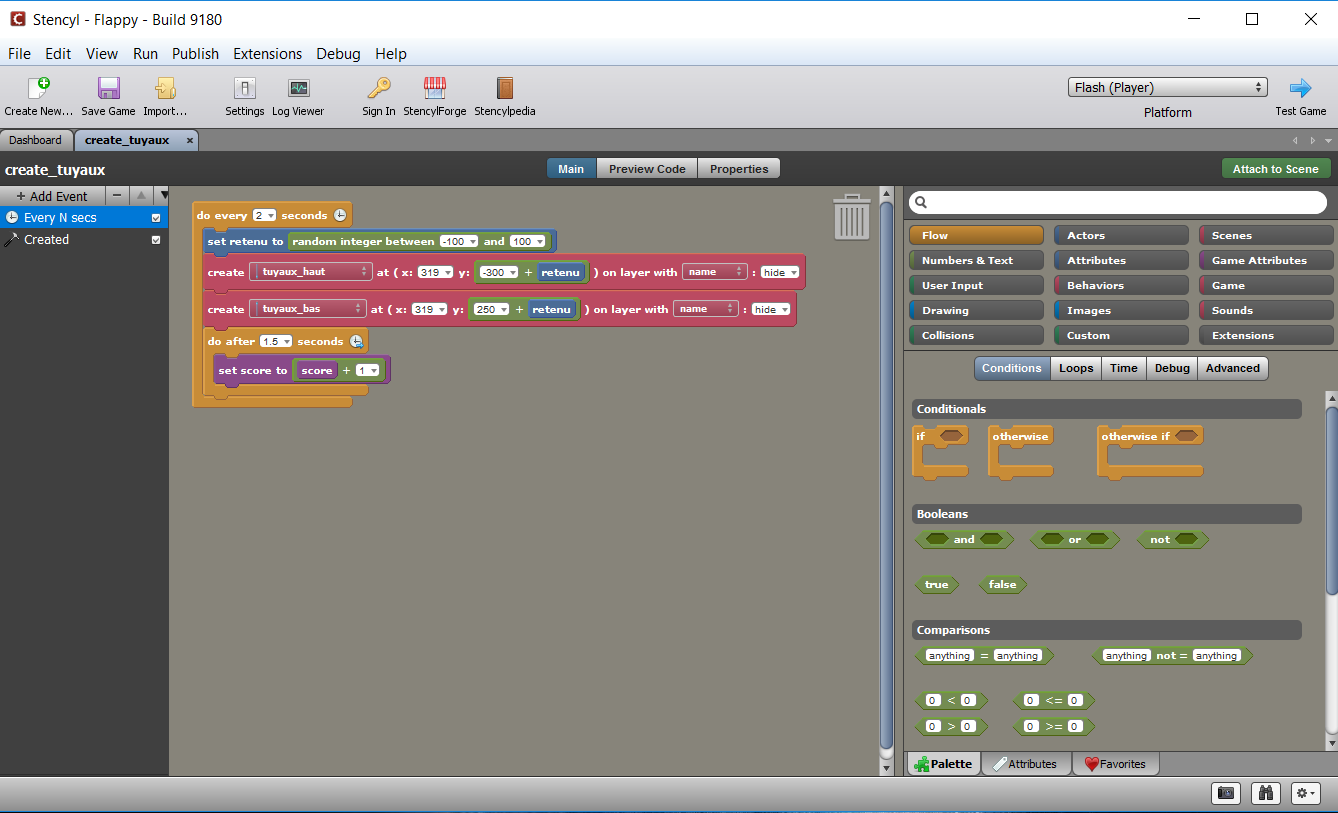 Stencyl - Flappy - Build 9180
File Edit View Run Publish Extensions Debug Help
Create New... Save Game Import... Settings Log Viewer Sign In StencylForge Stencylpedia
Flash (Player)
Platform
Test Game
Dashboard create_tuyaux
create_tuyaux
Main Preview Code Properties
Attach to Scene
+ Add Event
Every N secs
Created
do every 2 seconds
set retenu to random integer between -100 and 100
create tuyaux_haut at ( x: 319 y: -300 + retenu ) on layer with name : hide
create tuyaux_bas at ( x: 319 y: 250 + retenu ) on layer with name : hide
do after 1.5 seconds
set score to score + 1
Flow Actors Scenes
Numbers & Text Attributes Game Attributes
User Input Behaviors Game
Drawing Images Sounds
Collisions Custom Extensions
Conditions Loops Time Debug Advanced
Conditionals
if otherwise otherwise if
Booleans
and or not
true false
Comparisons
anything = anything anything not = anything
0 < 0 0 <= 0
0 > 0 0 >= 0
Palette Attributes Favorites